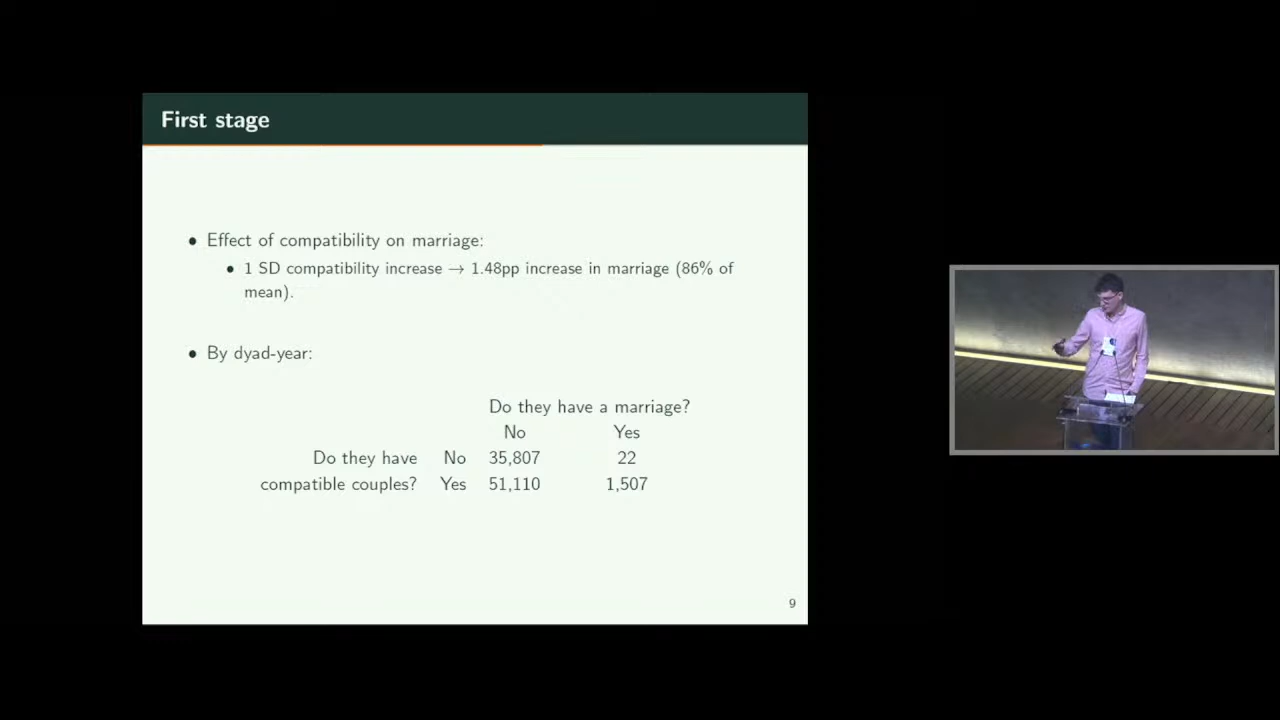 First stage
• Effect of compatibility on marriage:
• 1 SD compatibility increase → 1.48pp increase in marriage (86% of
mean).
• By dyad-year:
Do they have a marriage?
No Yes
Do they have No 35,807 22
compatible couples? Yes 51,110 1,507
9